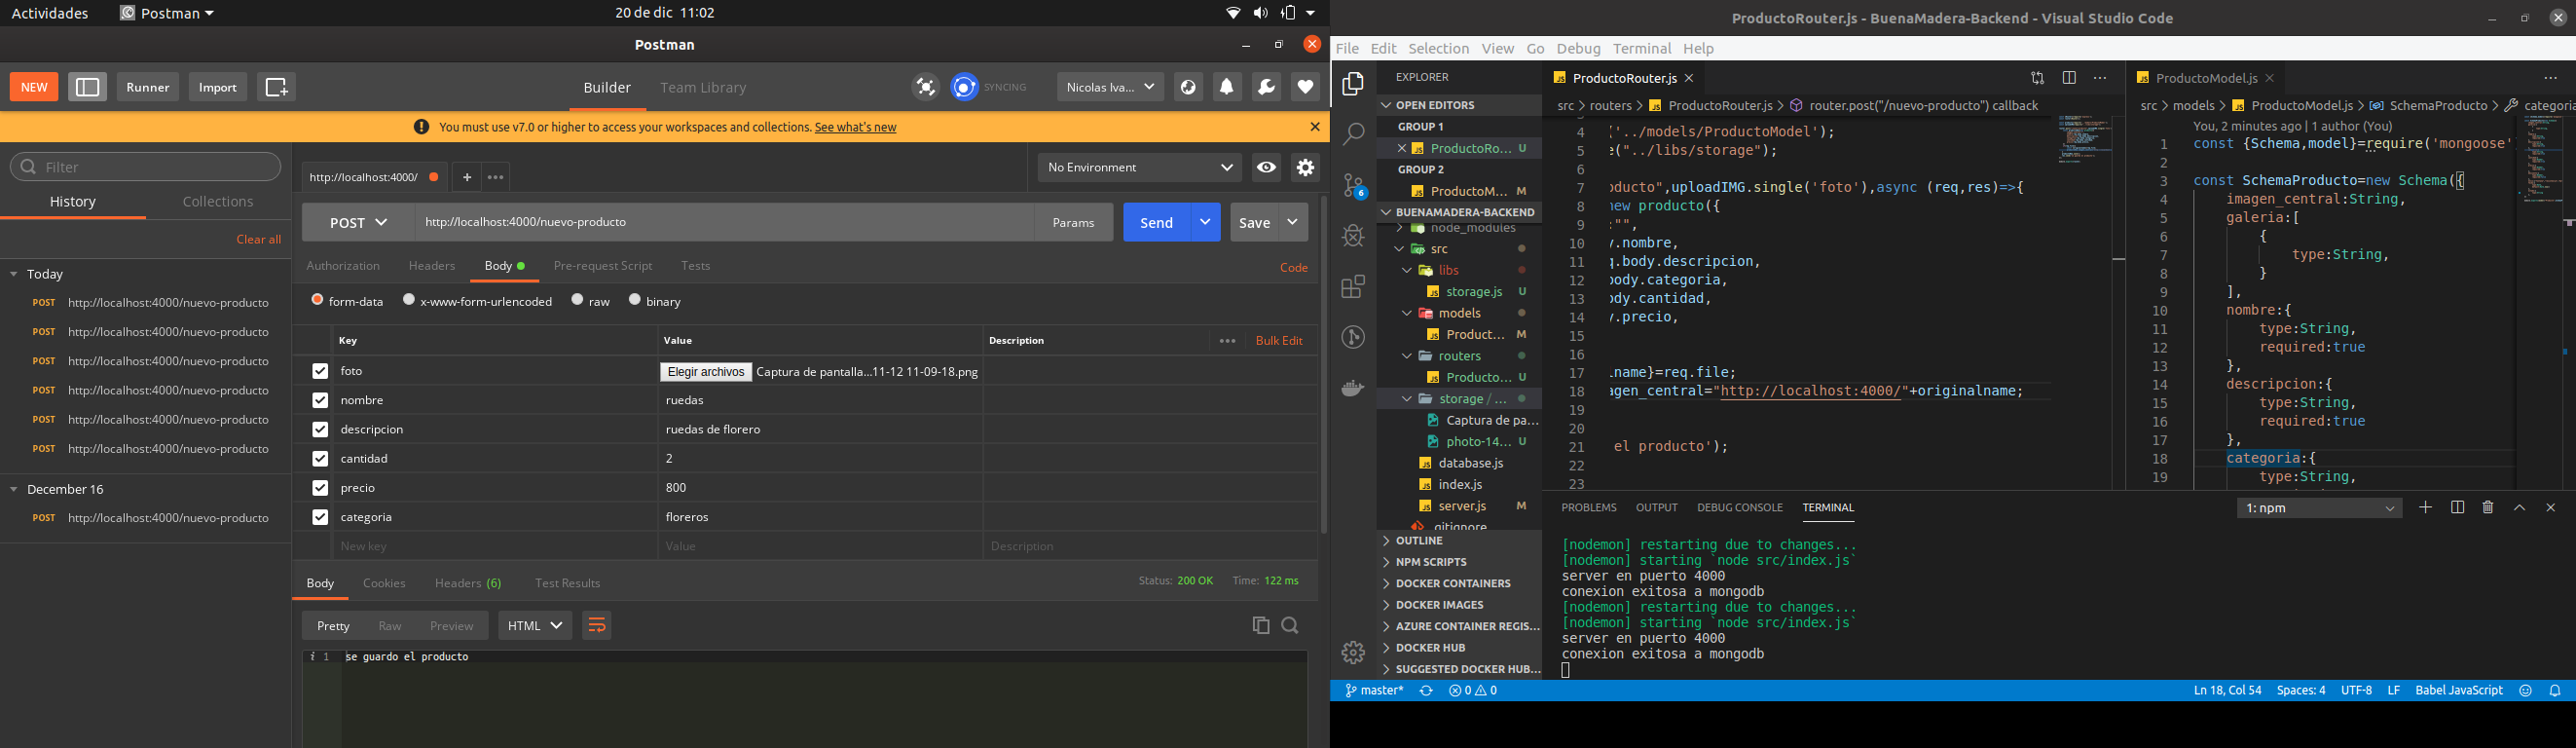 Actividades
Postman
20 de dic 11:02
Postman
NEW
Runner
Import
Builder
Team Library
SYNCING
Nicolas Iva...
You must use v7.0 or higher to access your workspaces and collections. See what's new
Filter
History
Collections
Clear all
Today
POST http://localhost:4000/nuevo-producto
POST http://localhost:4000/nuevo-producto
POST http://localhost:4000/nuevo-producto
POST http://localhost:4000/nuevo-producto
POST http://localhost:4000/nuevo-producto
POST http://localhost:4000/nuevo-producto
December 16
POST http://localhost:4000/nuevo-producto
http://localhost:4000/
No Environment
POST
http://localhost:4000/nuevo-producto
Params
Send
Save
Authorization
Headers
Body
Pre-request Script
Tests
Code
form-data
x-www-form-urlencoded
raw
binary
Key Value Description
Bulk Edit
foto Elegir archivos Captura de pantalla...11-12 11-09-18.png
nombre ruedas
descripcion ruedas de florero
cantidad 2
precio 800
categoria floreros
New key Value Description
Body
Cookies
Headers (6)
Test Results
Status: 200 OK
Time: 122 ms
Pretty
Raw
Preview
HTML
i 1 se guardo el producto
ProductoRouter.js - BuenaMadera-Backend - Visual Studio Code
File Edit Selection View Go Debug Terminal Help
EXPLORER
OPEN EDITORS
GROUP 1
ProductoRo... U
GROUP 2
ProductoM... M
BUENAMADERA-BACKEND
node_modules
src
libs
storage.js U
models
Product... M
routers
Producto... U
storage / ...
Captura de pa...
photo-14... U
database.js
index.js
server.js M
.gitignore
OUTLINE
NPM SCRIPTS
DOCKER CONTAINERS
DOCKER IMAGES
AZURE CONTAINER REGIS...
DOCKER HUB
SUGGESTED DOCKER HUB...
6
ProductoRouter.js
src > routers > ProductoRouter.js > router.post("/nuevo-producto") callback
4 ('../models/ProductoModel');
5 e("../libs/storage");
6
7 oducto",uploadIMG.single('foto'),async (req,res)=>{
8 new producto({
9 :"",
10 y.nombre,
11 q.body.descripcion,
12 body.categoria,
13 ody.cantidad,
14 y.precio,
15
16
17 lname}=req.file;
18 agen_central="http://localhost:4000/"+originalname;
19
20
21 el producto');
22
23
ProductoModel.js
src > models > ProductoModel.js > SchemaProducto > categoria
You, 2 minutes ago | 1 author (You)
1 const {Schema,model}=require('mongoose'
2
3 const SchemaProducto=new Schema({
4 imagen_central:String,
5 galeria:[
6 {
7 type:String,
8 }
9 ],
10 nombre:{
11 type:String,
12 required:true
13 },
14 descripcion:{
15 type:String,
16 required:true
17 },
18 categoria:{
19 type:String,
PROBLEMS
OUTPUT
DEBUG CONSOLE
TERMINAL
1: npm
[nodemon] restarting due to changes...
[nodemon] starting `node src/index.js`
server en puerto 4000
conexion exitosa a mongodb
[nodemon] restarting due to changes...
[nodemon] starting `node src/index.js`
server en puerto 4000
conexion exitosa a mongodb
master*
0
0
Ln 18, Col 54
Spaces: 4
UTF-8
LF
Babel JavaScript